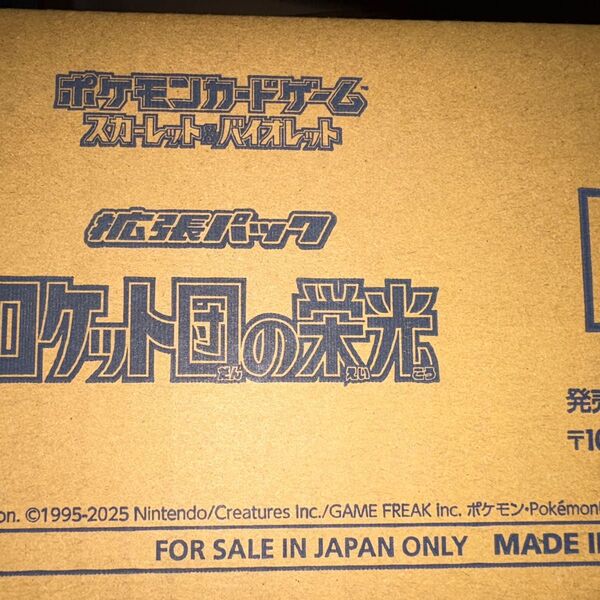 ポケモンカードゲーム™
スカーレット&バイオレット
拡張パック
ロケット団の栄光
だん えい こう
発売
〒10
on. ©1995-2025 Nintendo/Creatures Inc./GAME FREAK inc. ポケモン・Pokémon
FOR SALE IN JAPAN ONLY MADE I